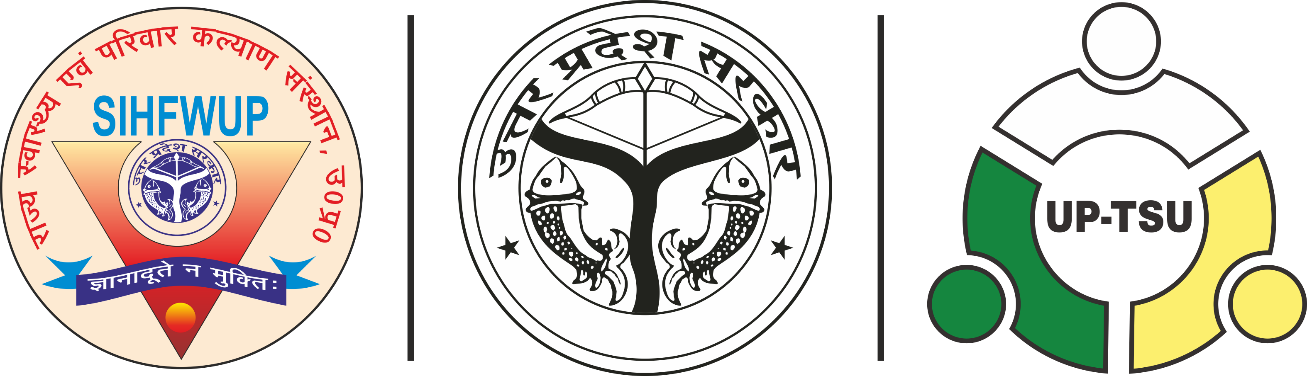 राज्य स्वास्थ्य एवं परिवार कल्याण संस्थान, उ०प्र०
SIHFWUP
उत्तर प्रदेश सरकार
ज्ञानादूते न मुक्तिः
उत्तर प्रदेश सरकार
UP-TSU